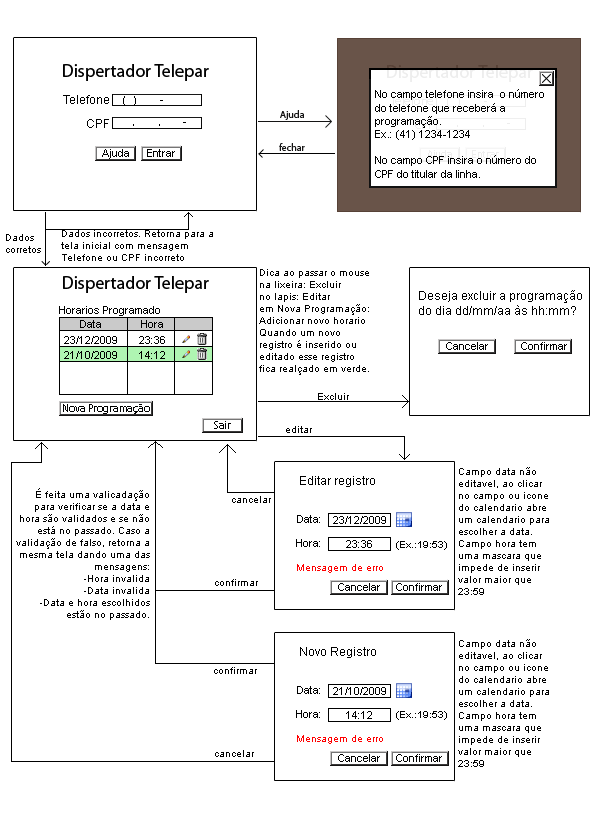 Dispertador Telepar
Telefone ( ) -
CPF . . -
Ajuda Entrar
Ajuda
fechar
Dispertador Telepar
No campo telefone insira o número
do telefone que receberá a
programação.
Ex.: (41) 1234-1234
No campo CPF insira o número do
CPF do titular da linha.
Dados
corretos
Dados incorretos. Retorna para a
tela inicial com mensagem
Telefone ou CPF incorreto
Dispertador Telepar
Horarios Programado
Data Hora
23/12/2009 23:36
21/10/2009 14:12
Nova Programação
Sair
Dica ao passar o mouse
na lixeira: Excluir
no lapis: Editar
em Nova Programação:
Adicionar novo horário
Quando um novo
registro é inserido ou
editado esse registro
fica realçado em verde.
Excluir
editar
Deseja excluir a programação
do dia dd/mm/aa às hh:mm?
Cancelar Confirmar
É feita uma valicadação
para verificar se a data e
hora são validados e se não
está no passado. Caso a
validação de falso, retorna a
mesma tela dando uma das
mensagens:
-Hora invalida
-Data invalida
-Data e hora escolhidos
estão no passado.
cancelar
confirmar
Editar registro
Data: 23/12/2009
Hora: 23:36 (Ex.:19:53)
Mensagem de erro
Cancelar Confirmar
Campo data não
editavel, ao clicar
no campo ou icone
do calendario abre
um calendario para
escolher a data.
Campo hora tem
uma mascara que
impede de inserir
valor maior que
23:59
confirmar
cancelar
Novo Registro
Data: 21/10/2009
Hora: 14:12 (Ex.:19:53)
Mensagem de erro
Cancelar Confirmar
Campo data não
editavel, ao clicar
no campo ou icone
do calendario abre
um calendario para
escolher a data.
Campo hora tem
uma mascara que
impede de inserir
valor maior que
23:59